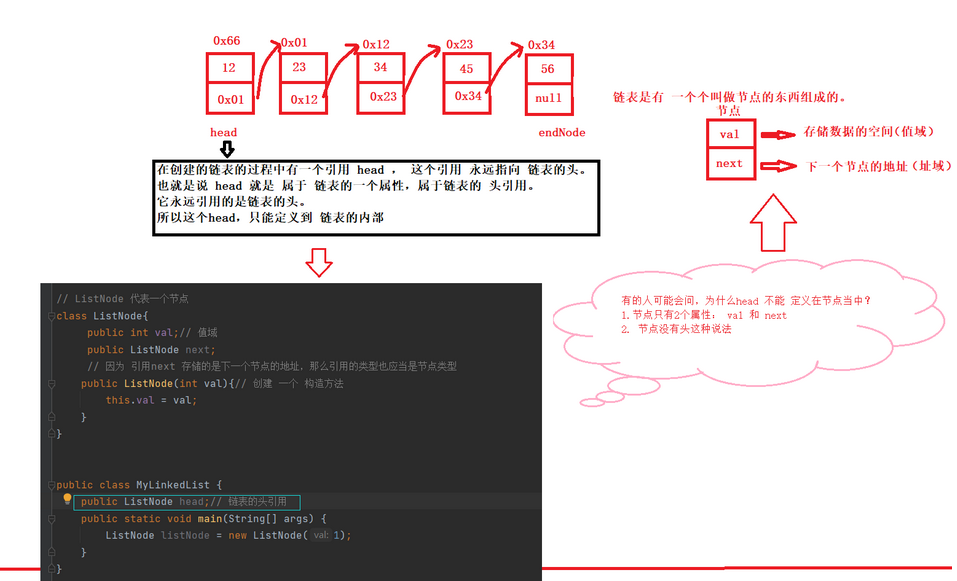 0x66 0x01 0x12 0x23 0x34
12 23 34 45 56
0x01 0x12 0x23 0x34 null
head endNode
在创建的链表的过程中有一个引用 head ， 这个引用 永远指向 链表的头。
也就是说 head 就是 属于 链表的一个属性，属于链表的 头引用。
它永远引用的是链表的头。
所以这个head，只能定义到 链表的内部
链表是有 一个个叫做节点的东西组成的。
节点
val 存储数据的空间(值域)
next 下一个节点的地址(址域)
有的人可能会问，为什么head 不能 定义在节点当中？
1.节点只有2个属性： val 和 next
2. 节点没有头这种说法
// ListNode 代表一个节点
class ListNode{
public int val;// 值域
public ListNode next;
// 因为 引用next 存储的是下一个节点的地址，那么引用的类型也应当是节点类型
public ListNode(int val){// 创建 一个 构造方法
this.val = val;
}
}
public class MyLinkedList {
public ListNode head;// 链表的头引用
public static void main(String[] args) {
ListNode listNode = new ListNode( val: 1);
}
}